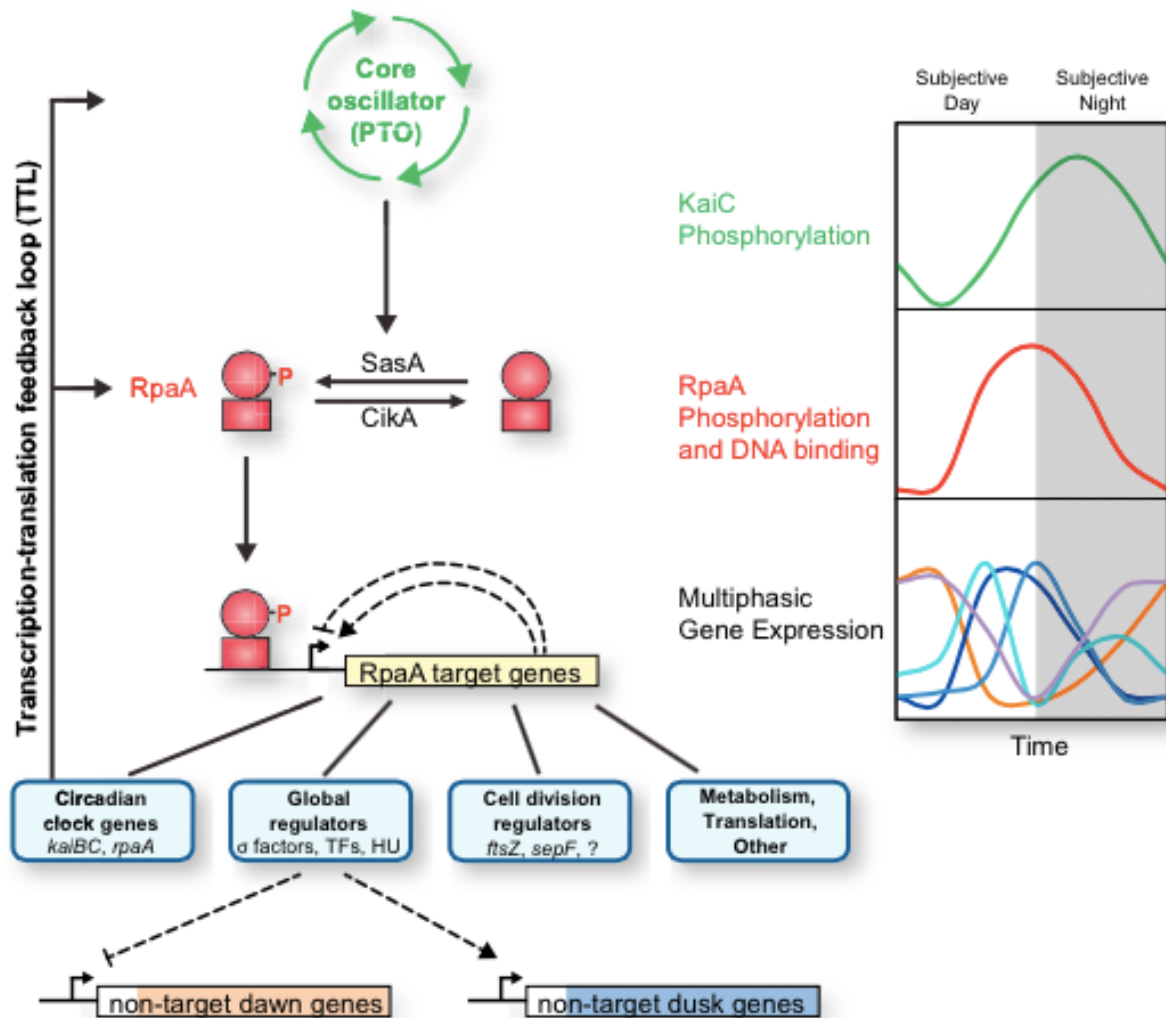 Core
oscillator
(PTO)
Transcription-translation feedback loop (TTL)
RpaA
P
SasA
CikA
P
RpaA target genes
Circadian
clock genes
kaiBC, rpaA
Global
regulators
σ factors, TFs, HU
Cell division
regulators
ftsZ, sepF, ?
Metabolism,
Translation,
Other
non-target dawn genes
non-target dusk genes
Subjective
Day
Subjective
Night
KaiC
Phosphorylation
RpaA
Phosphorylation
and DNA binding
Multiphasic
Gene Expression
Time